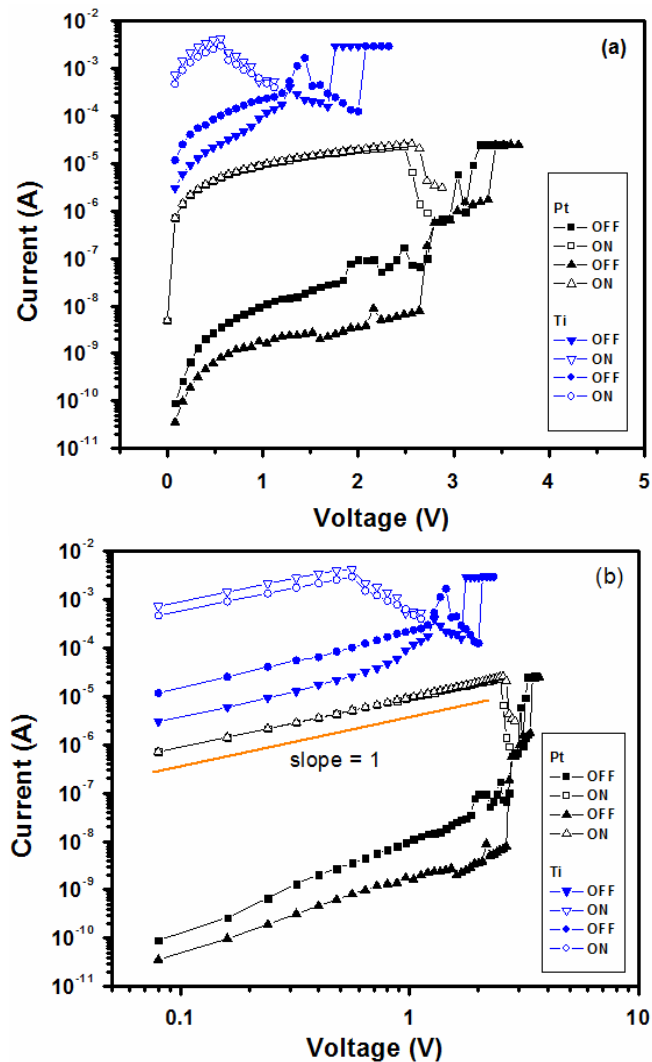 (a)
Current (A)
10^-2
10^-3
10^-4
10^-5
10^-6
10^-7
10^-8
10^-9
10^-10
10^-11
Pt
OFF
ON
OFF
ON
Ti
OFF
ON
OFF
ON
0 1 2 3 4 5
Voltage (V)
(b)
Current (A)
10^-2
10^-3
10^-4
10^-5
10^-6
10^-7
10^-8
10^-9
10^-10
10^-11
slope = 1
Pt
OFF
ON
OFF
ON
Ti
OFF
ON
OFF
ON
0.1 1 10
Voltage (V)